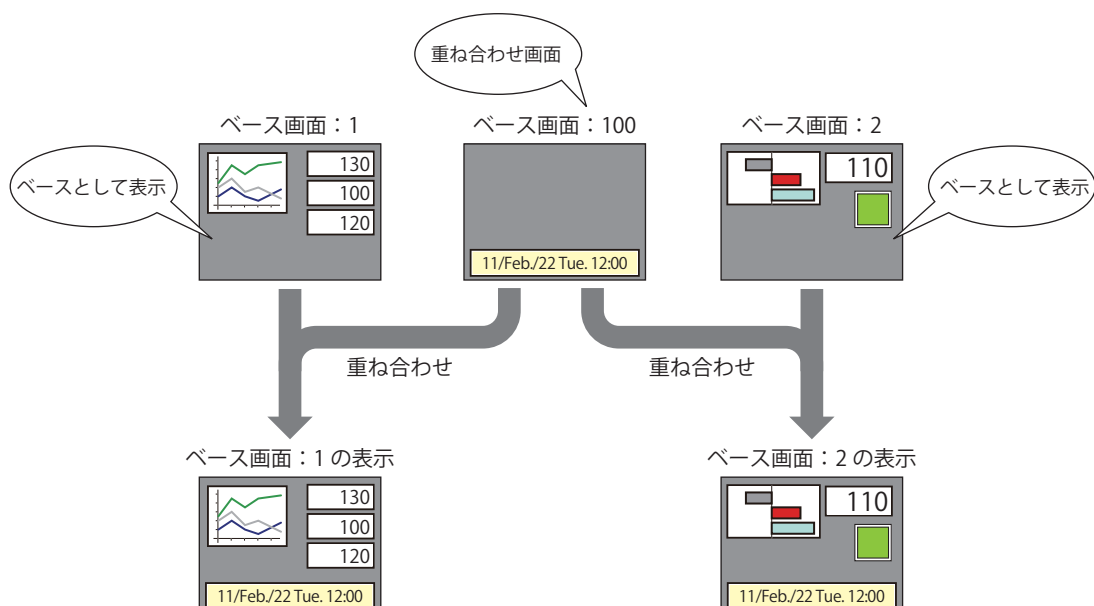 重ね合わせ画面
ベース画面：1
ベース画面：100
ベース画面：2
ベースとして表示
130
100
120
11/Feb./22 Tue. 12:00
110
ベースとして表示
重ね合わせ
重ね合わせ
ベース画面：1 の表示
ベース画面：2 の表示
130
100
120
11/Feb./22 Tue. 12:00
110
11/Feb./22 Tue. 12:00